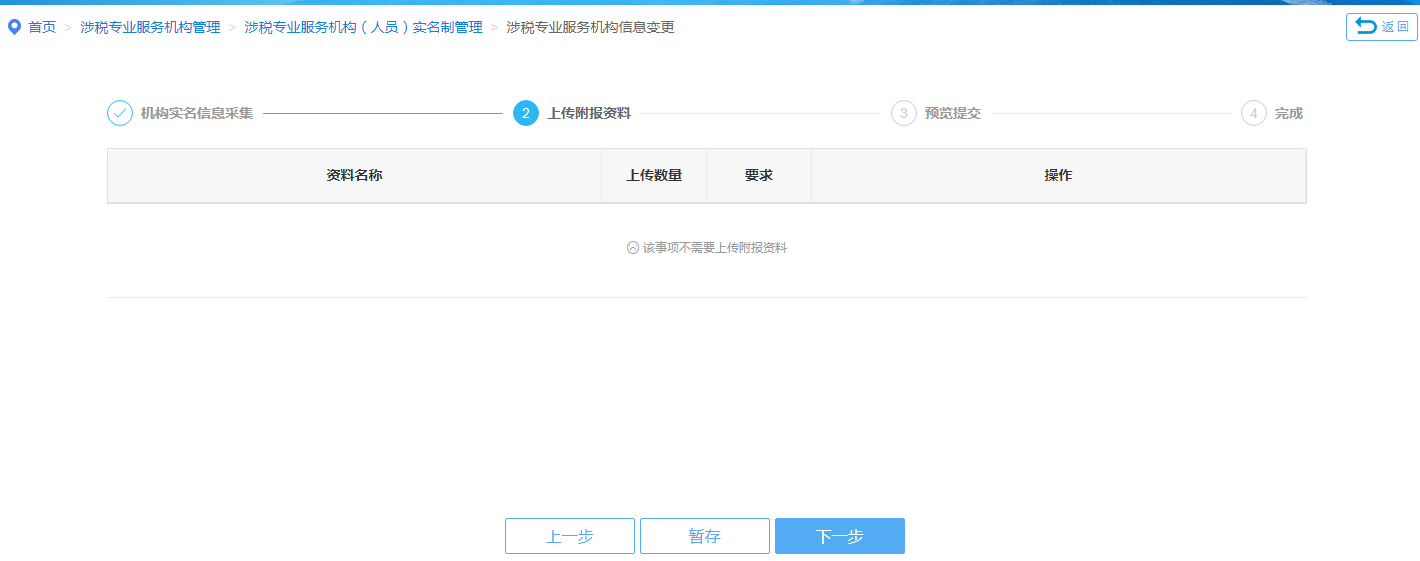 首页 > 涉税专业服务机构管理 > 涉税专业服务机构（人员）实名制管理 > 涉税专业服务机构信息变更 返回
机构实名信息采集 2 上传附报资料 3 预览提交 4 完成
资料名称 上传数量 要求 操作
该事项不需要上传附报资料
上一步 暂存 下一步